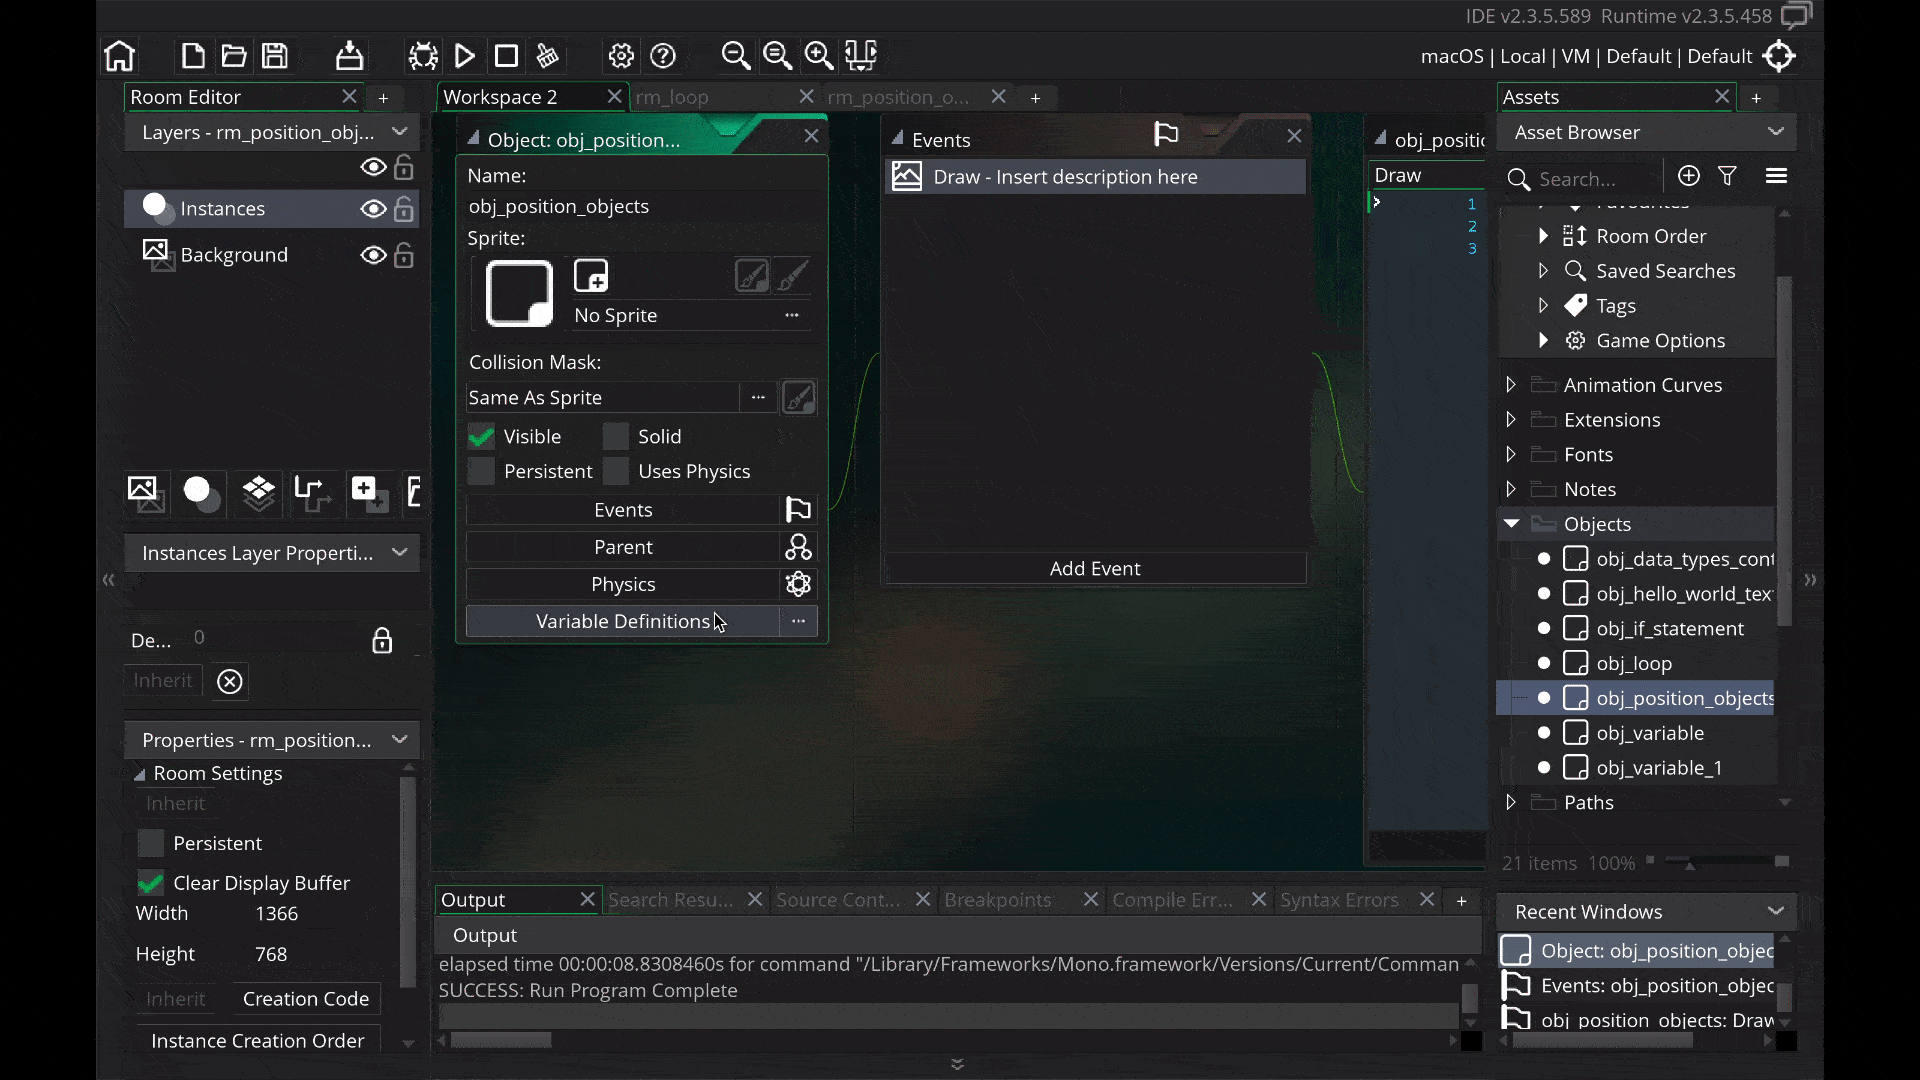 IDE v2.3.5.589 Runtime v2.3.5.458
macOS | Local | VM | Default | Default
Room Editor
Workspace 2
rm_loop
rm_position_o...
Assets
Layers - rm_position_obj...
Instances
Background
Instances Layer Properti...
De... 0
Inherit
Properties - rm_position...
Room Settings
Inherit
Persistent
Clear Display Buffer
Width 1366
Height 768
Inherit
Creation Code
Instance Creation Order
Object: obj_position...
Name:
obj_position_objects
Sprite:
No Sprite
...
Collision Mask:
Same As Sprite
...
Visible
Solid
Persistent
Uses Physics
Events
Parent
Physics
Variable Definitions
...
Events
Draw - Insert description here
Add Event
obj_positic
Draw
1
2
3
Output
Search Resu...
Source Cont...
Breakpoints
Compile Err...
Syntax Errors
Output
elapsed time 00:00:08.8308460s for command "/Library/Frameworks/Mono.framework/Versions/Current/Comman
SUCCESS: Run Program Complete
Asset Browser
Search...
Favourites
Room Order
Saved Searches
Tags
Game Options
Animation Curves
Extensions
Fonts
Notes
Objects
obj_data_types_cont
obj_hello_world_tex
obj_if_statement
obj_loop
obj_position_objects
obj_variable
obj_variable_1
Paths
21 items 100%
Recent Windows
Object: obj_position_objec
Events: obj_position_objec
obj_position_objects: Draw